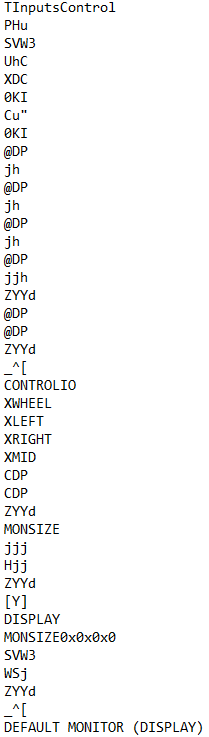 TInputsControl
PHu
SVW3
UhC
XDC
0KI
Cu"
0KI
@DP
jh
@DP
jh
@DP
jh
@DP
jjh
ZYYd
@DP
@DP
ZYYd
_^[
CONTROLIO
XWHEEL
XLEFT
XRIGHT
XMID
CDP
CDP
ZYYd
MONSIZE
jjj
Hjj
ZYYd
[Y]
DISPLAY
MONSIZE0x0x0x0
SVW3
WSj
ZYYd
_^[
DEFAULT MONITOR (DISPLAY)